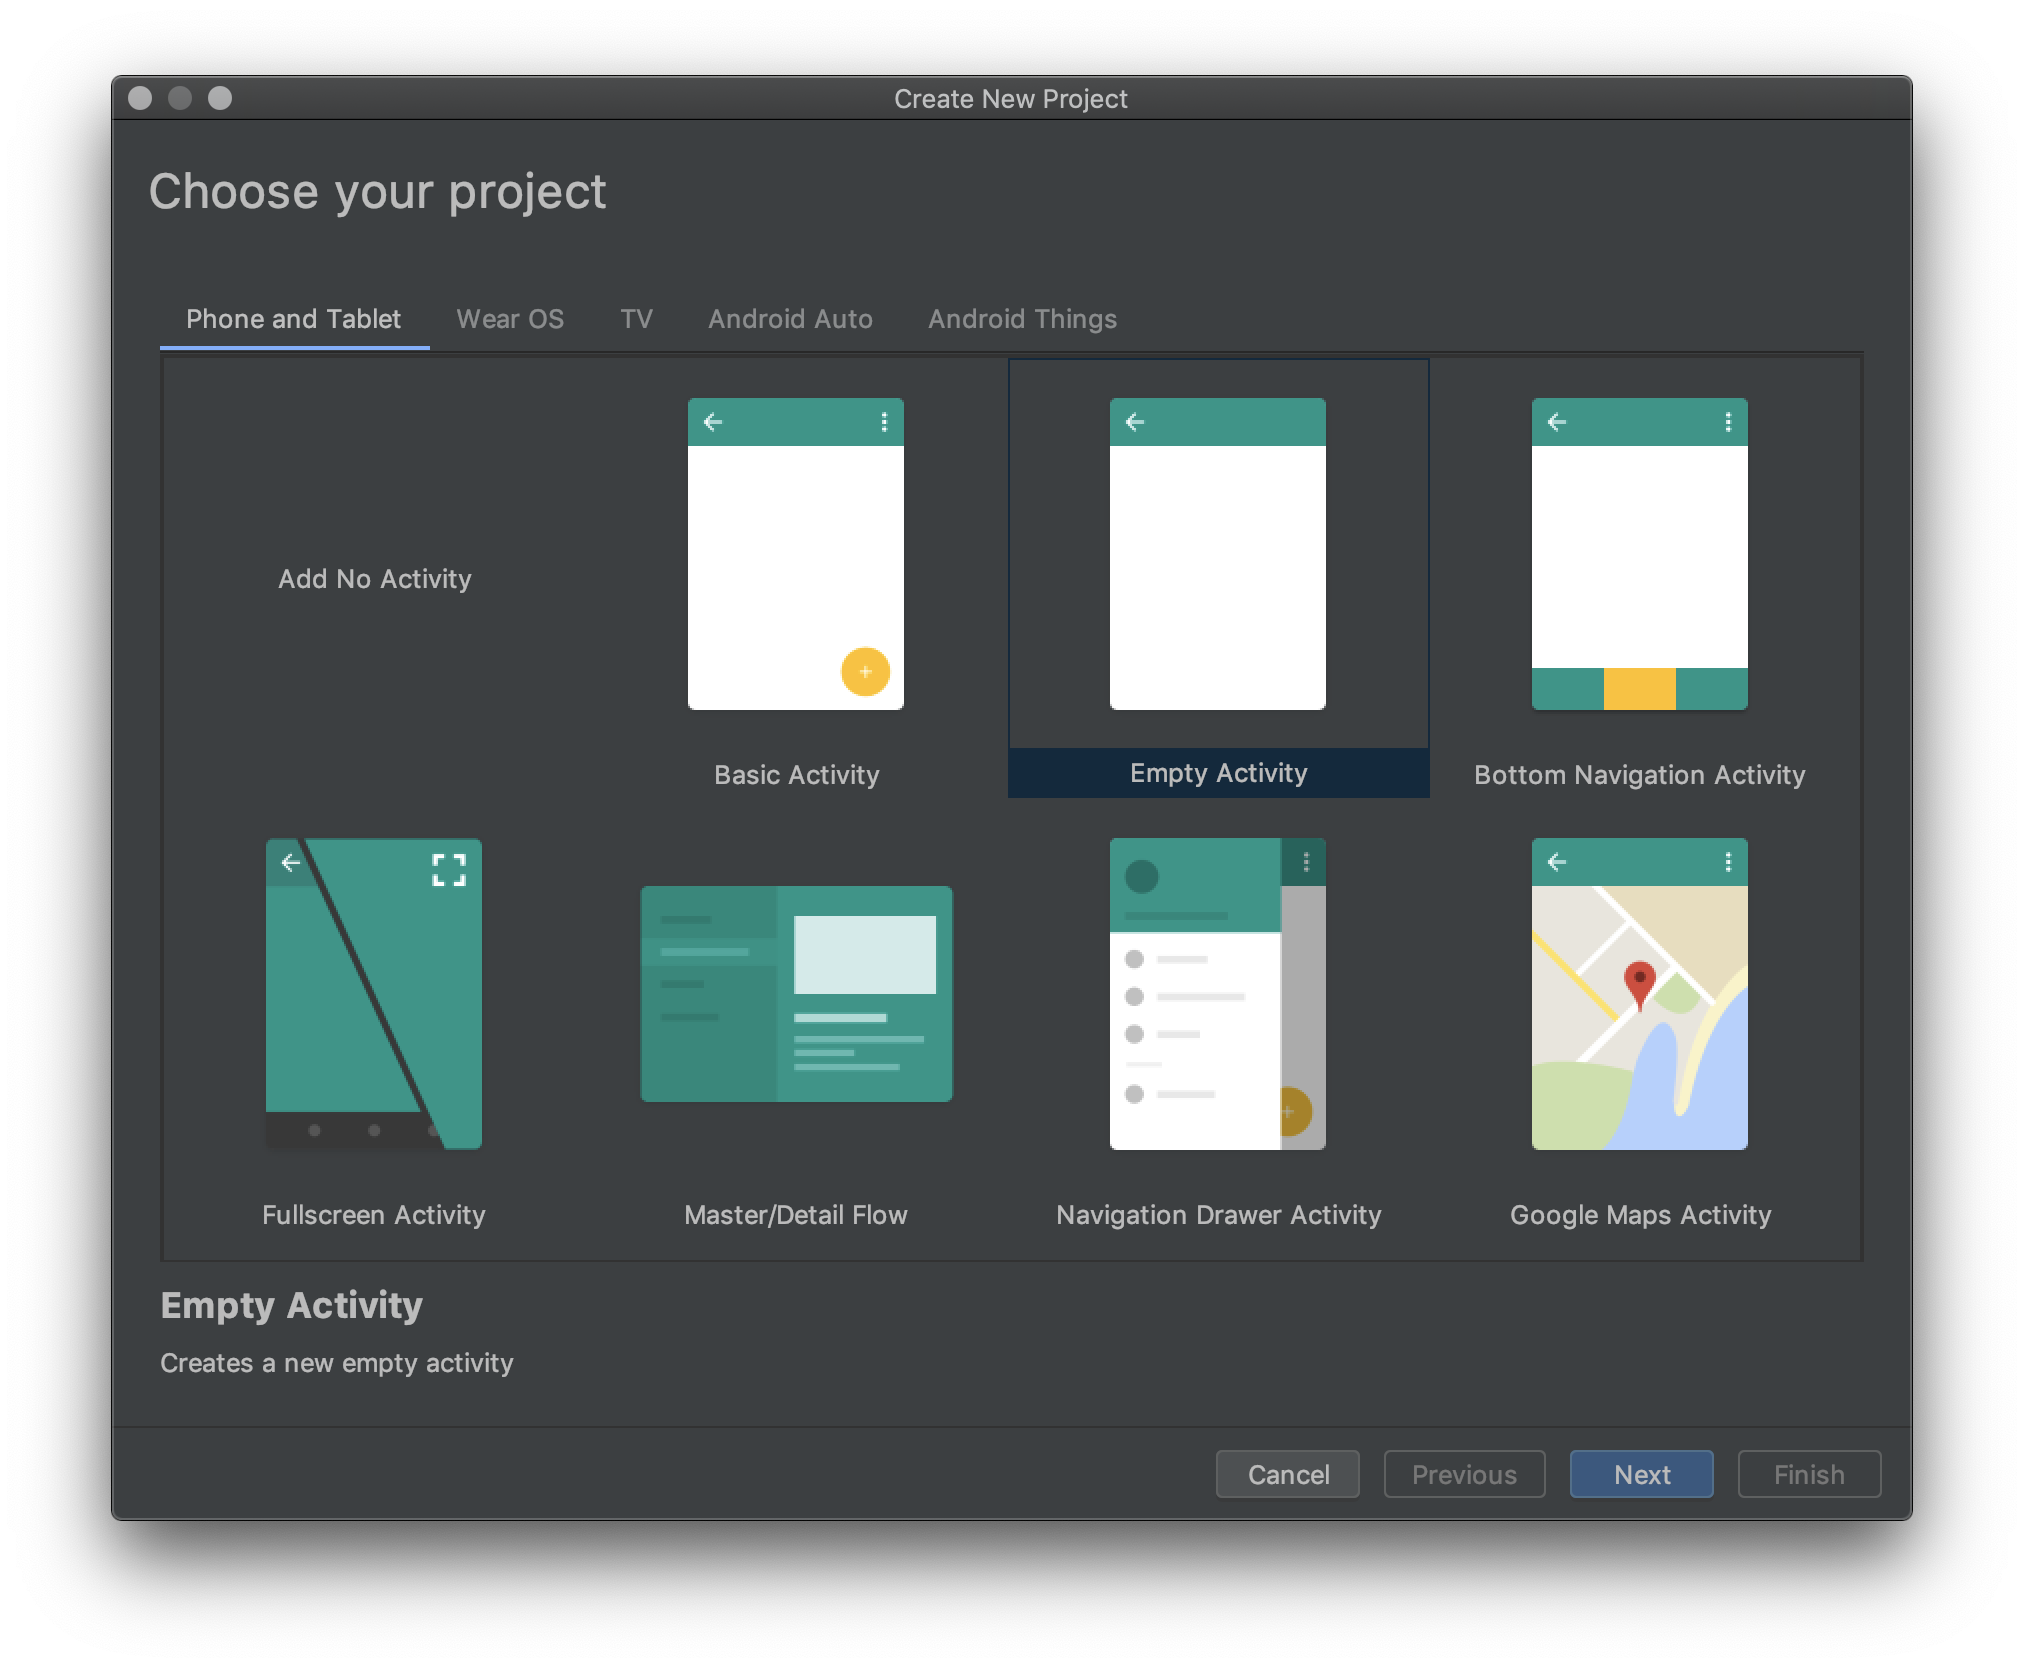 Create New Project
Choose your project
Phone and Tablet Wear OS TV Android Auto Android Things
Add No Activity
Basic Activity
Empty Activity
Bottom Navigation Activity
Fullscreen Activity
Master/Detail Flow
Navigation Drawer Activity
Google Maps Activity
Empty Activity
Creates a new empty activity
Cancel Previous Next Finish